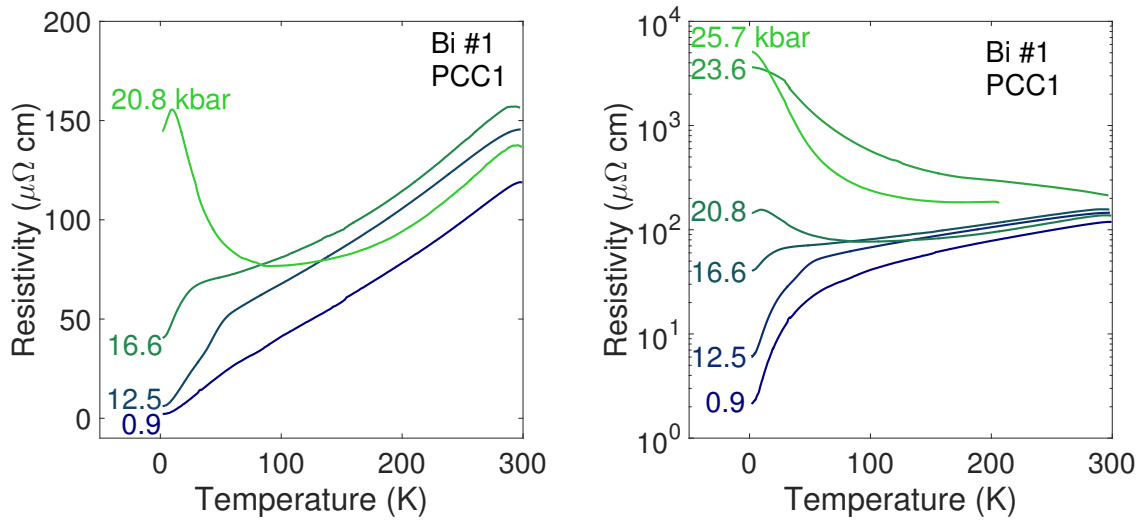 200
150
100
50
0
Resistivity (μΩ cm)
Bi #1
PCC1
20.8 kbar
16.6
12.5
0.9
0
100
200
300
Temperature (K)
10⁴
10³
10²
10¹
10⁰
Resistivity (μΩ cm)
25.7 kbar
23.6
Bi #1
PCC1
20.8
16.6
12.5
0.9
0
100
200
300
Temperature (K)